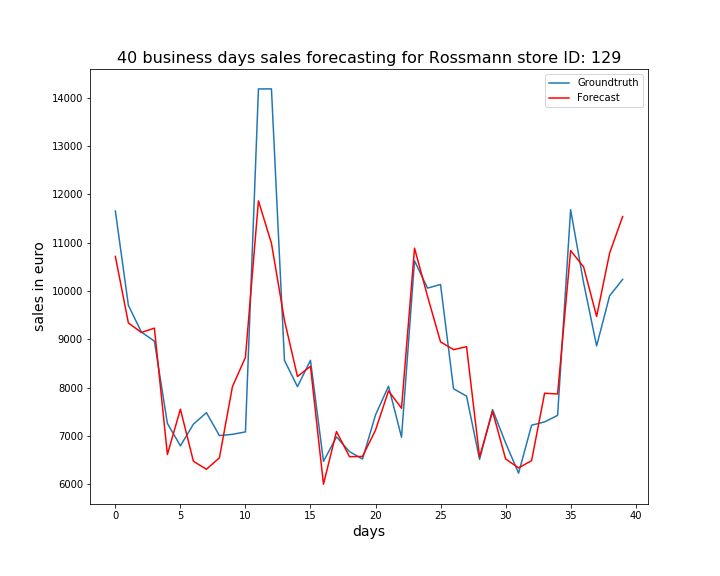 40 business days sales forecasting for Rossmann store ID: 129
Groundtruth
Forecast
14000
13000
12000
11000
10000
9000
8000
7000
6000
sales in euro
0 5 10 15 20 25 30 35 40
days